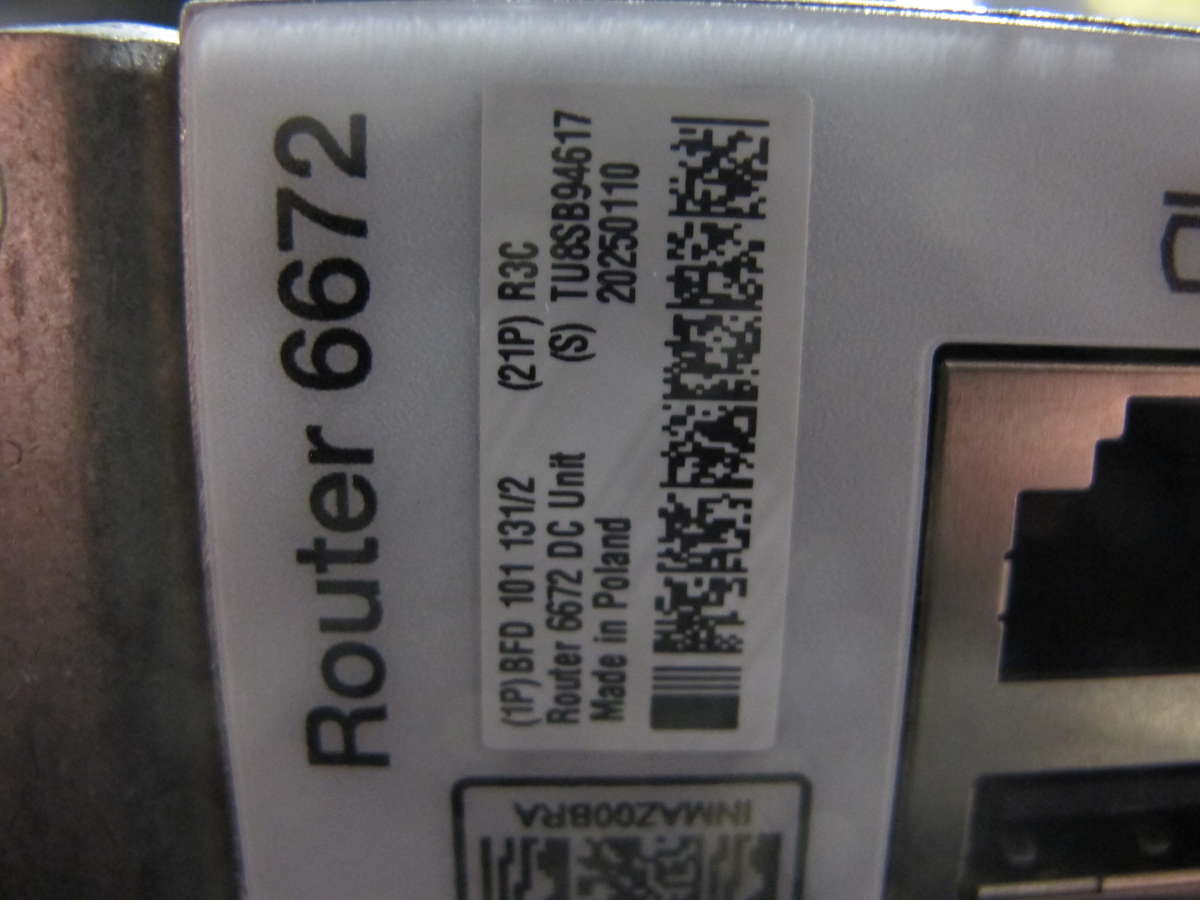 Router 6672
(1P) BFD 101 131/2 (21P) R3C
Router 6672 DC Unit (S) TU8SB94617
Made in Poland 20250110
INMAZ00BRA